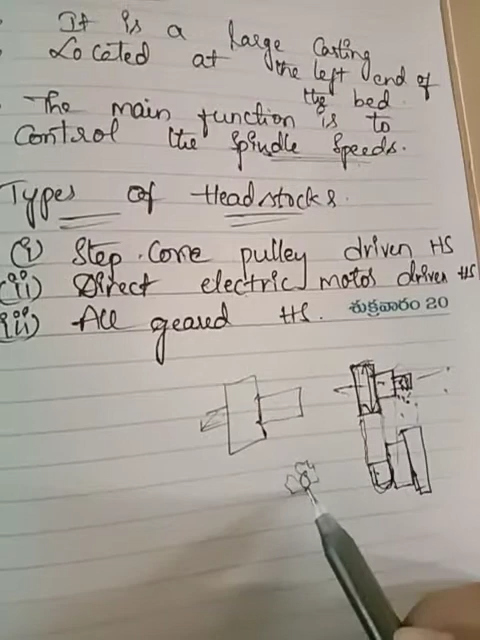 It is a large casting
Located at the left end of
the bed.
The main function is to
control the spindle speeds.
Types of Headstocks.
(i) Step.Cone pulley driven HS
(ii) Direct electric motor driven HS
(iii) All geared HS.
శుక్రవారం 20